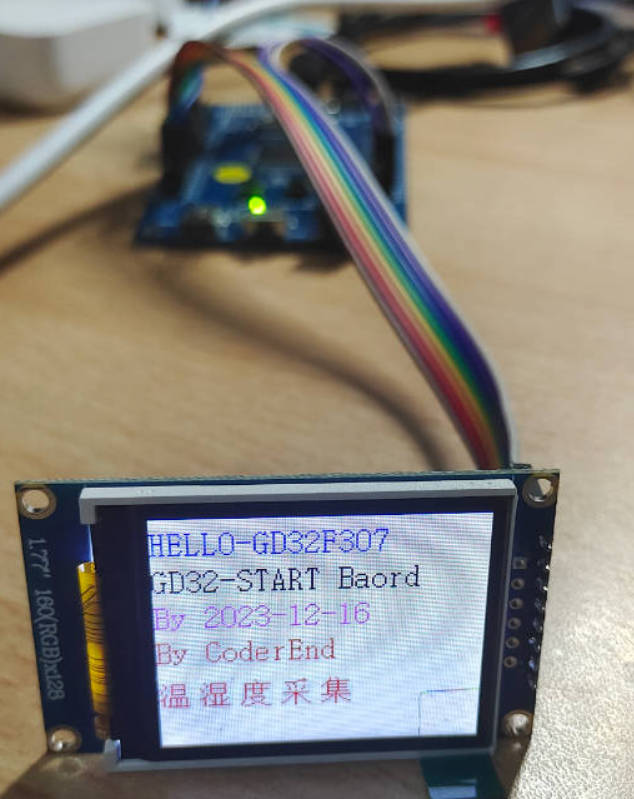 HELLO-GD32F307
GD32-START Baord
By 2023-12-16
By CoderEnd
温湿度采集
1.77" 160(RGB)x128